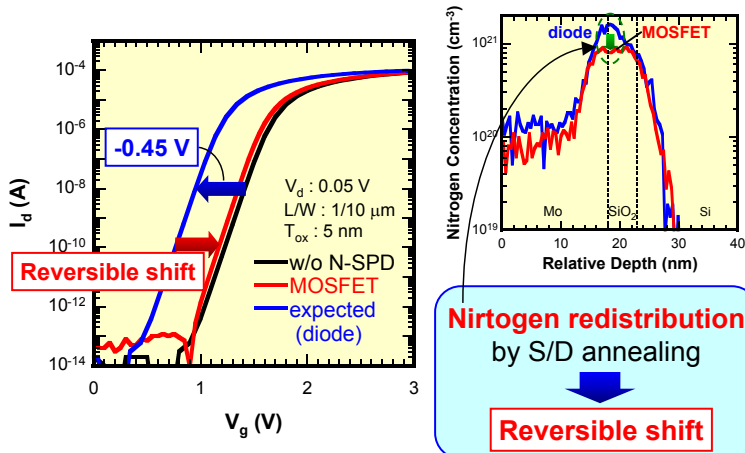 I_d (A)
10^-4
10^-6
10^-8
10^-10
10^-12
10^-14
-0.45 V
Reversible shift
V_d : 0.05 V
L/W : 1/10 μm
T_ox : 5 nm
w/o N-SPD
MOSFET
expected
(diode)
0
1
2
3
V_g (V)
Nitrogen Concentration (cm^-3)
10^21
10^20
10^19
diode
MOSFET
Mo
SiO_2
Si
0
10
20
30
40
Relative Depth (nm)
Nirtogen redistribution
by S/D annealing
Reversible shift